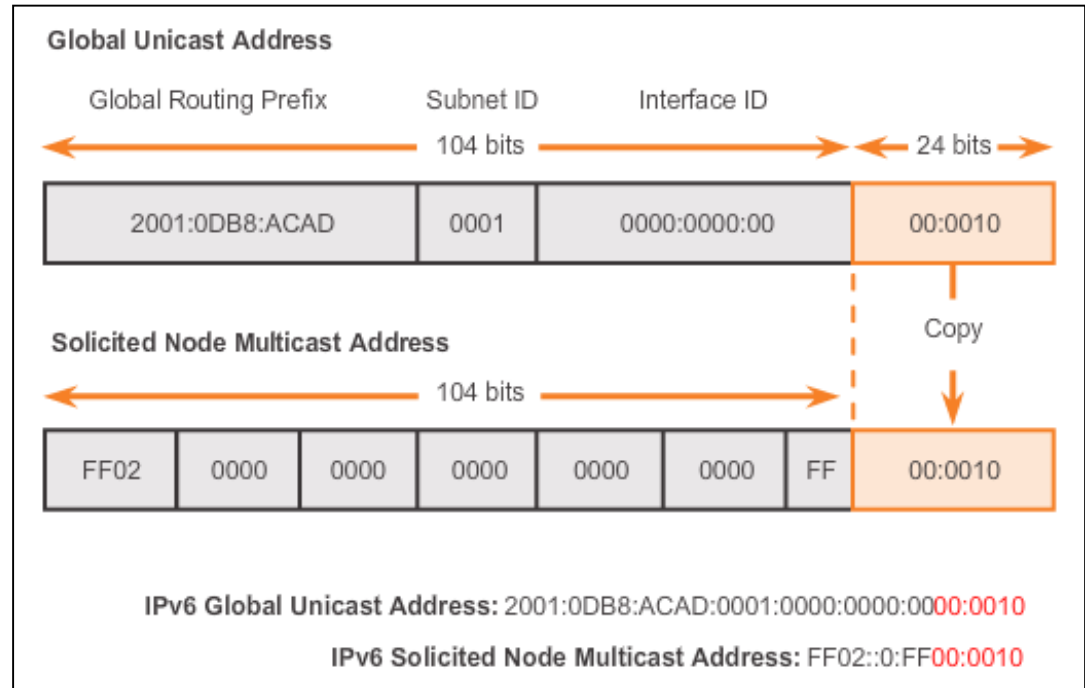 Global Unicast Address
Global Routing Prefix Subnet ID Interface ID
104 bits 24 bits
2001:0DB8:ACAD 0001 0000:0000:00 00:0010
Copy
Solicited Node Multicast Address
104 bits
FF02 0000 0000 0000 0000 0000 FF 00:0010
IPv6 Global Unicast Address: 2001:0DB8:ACAD:0001:0000:0000:0000:0010
IPv6 Solicited Node Multicast Address: FF02::0:FF00:0010